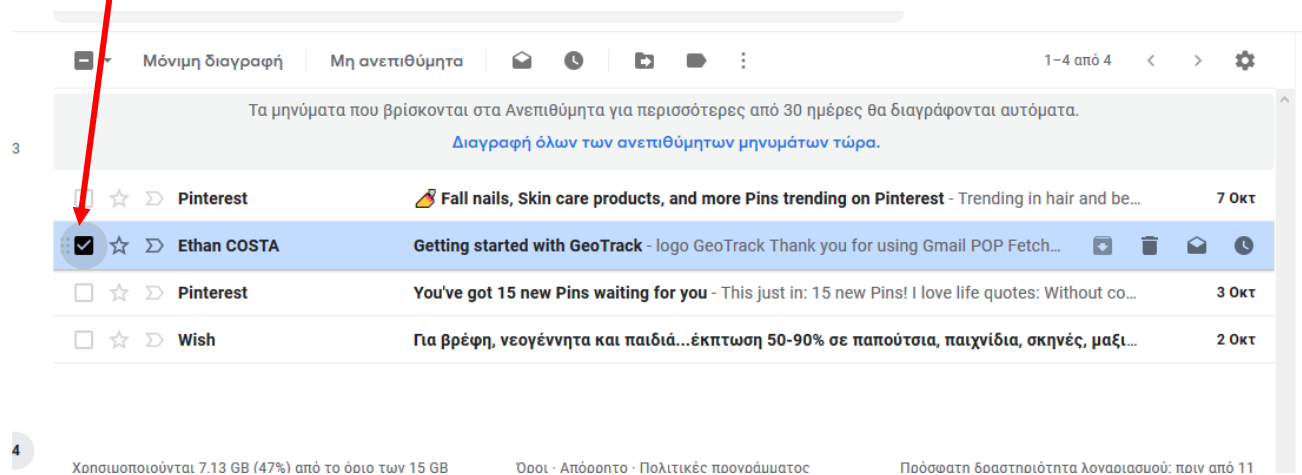 Μόνιμη διαγραφή Μη ανεπιθύμητα 1–4 από 4
Τα μηνύματα που βρίσκονται στα Ανεπιθύμητα για περισσότερες από 30 ημέρες θα διαγράφονται αυτόματα.
3
Διαγραφή όλων των ανεπιθύμητων μηνυμάτων τώρα.
Pinterest 💅 Fall nails, Skin care products, and more Pins trending on Pinterest - Trending in hair and be... 7 Οκτ
Ethan COSTA Getting started with GeoTrack - logo GeoTrack Thank you for using Gmail POP Fetch...
Pinterest You've got 15 new Pins waiting for you - This just in: 15 new Pins! I love life quotes: Without co... 3 Οκτ
Wish Για βρέφη, νεογέννητα και παιδιά...έκπτωση 50-90% σε παπούτσια, παιχνίδια, σκηνές, μαξι... 2 Οκτ
4
Χρησιμοποιούνται 7,13 GB (47%) από το όριο των 15 GB Όροι · Απόρρητο · Πολιτικές προγράμματος Πρόσφατη δραστηριότητα λογαριασμού: πριν από 11